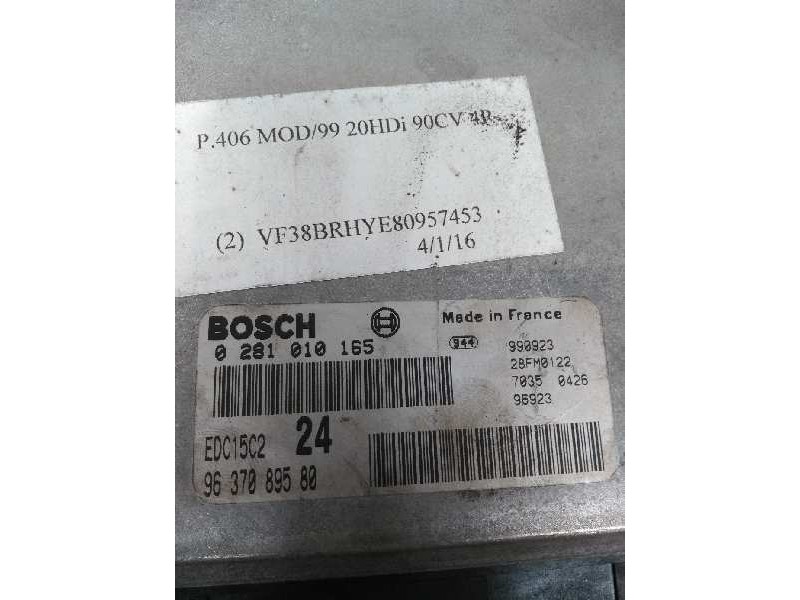 P.406 MOD/99 20HDi 90CV 4P
(2) VF38BRHYE80957453
4/1/16
BOSCH
Made in France
0 281 010 165
944
990923
28FM0122
7035 0426
96923
EDC15C2 24
96 370 895 80